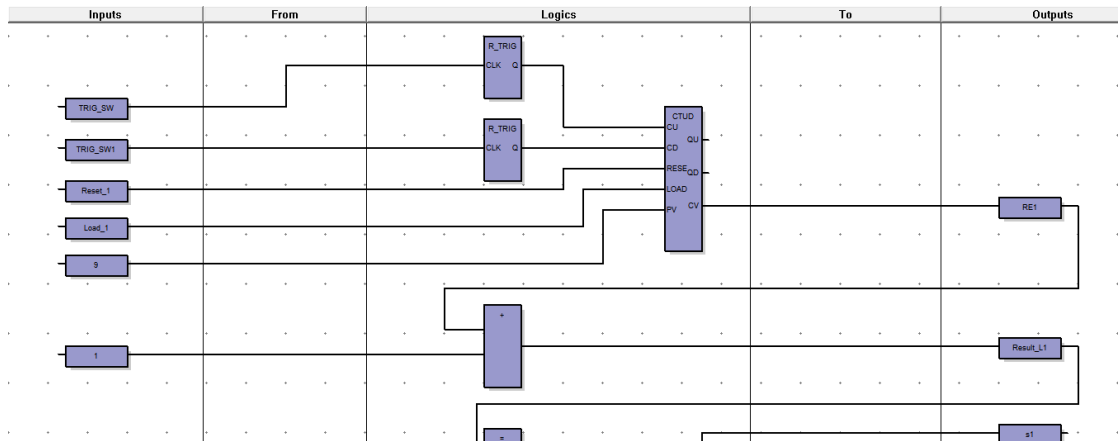 Inputs From Logics To Outputs
R_TRIG
CLK Q
TRIG_SW
CTUD
CU
R_TRIG
QU
TRIG_SW1
CLK Q
CD
RESE
QD
Reset_1
LOAD
CV
RE1
PV
Load_1
9
+
1
Result_L1
=
s1